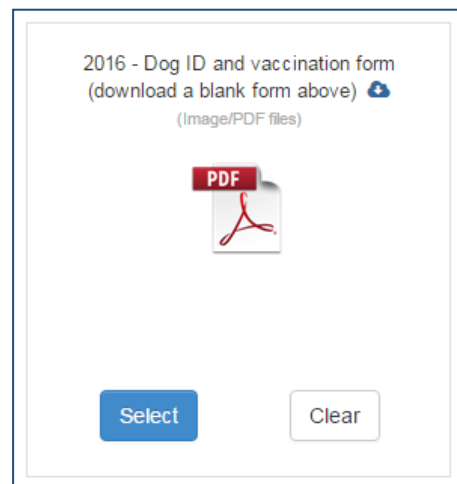 2016 - Dog ID and vaccination form
(download a blank form above)
(Image/PDF files)
PDF
Select
Clear